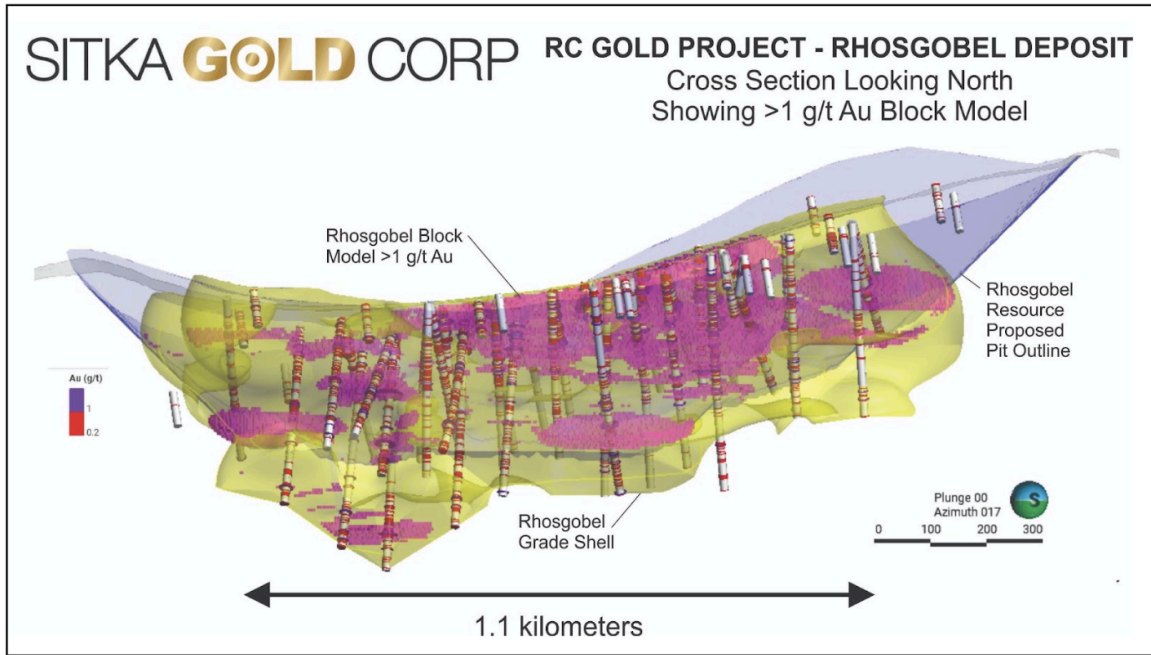 SITKA GOLD CORP
RC GOLD PROJECT - RHOSGOBEL DEPOSIT
Cross Section Looking North
Showing >1 g/t Au Block Model
Rhosgobel Block
Model >1 g/t Au
Rhosgobel
Resource
Proposed
Pit Outline
Au (g/t)
1
0.2
Rhosgobel
Grade Shell
Plunge 00
Azimuth 017
S
0 100 200 300
1.1 kilometers